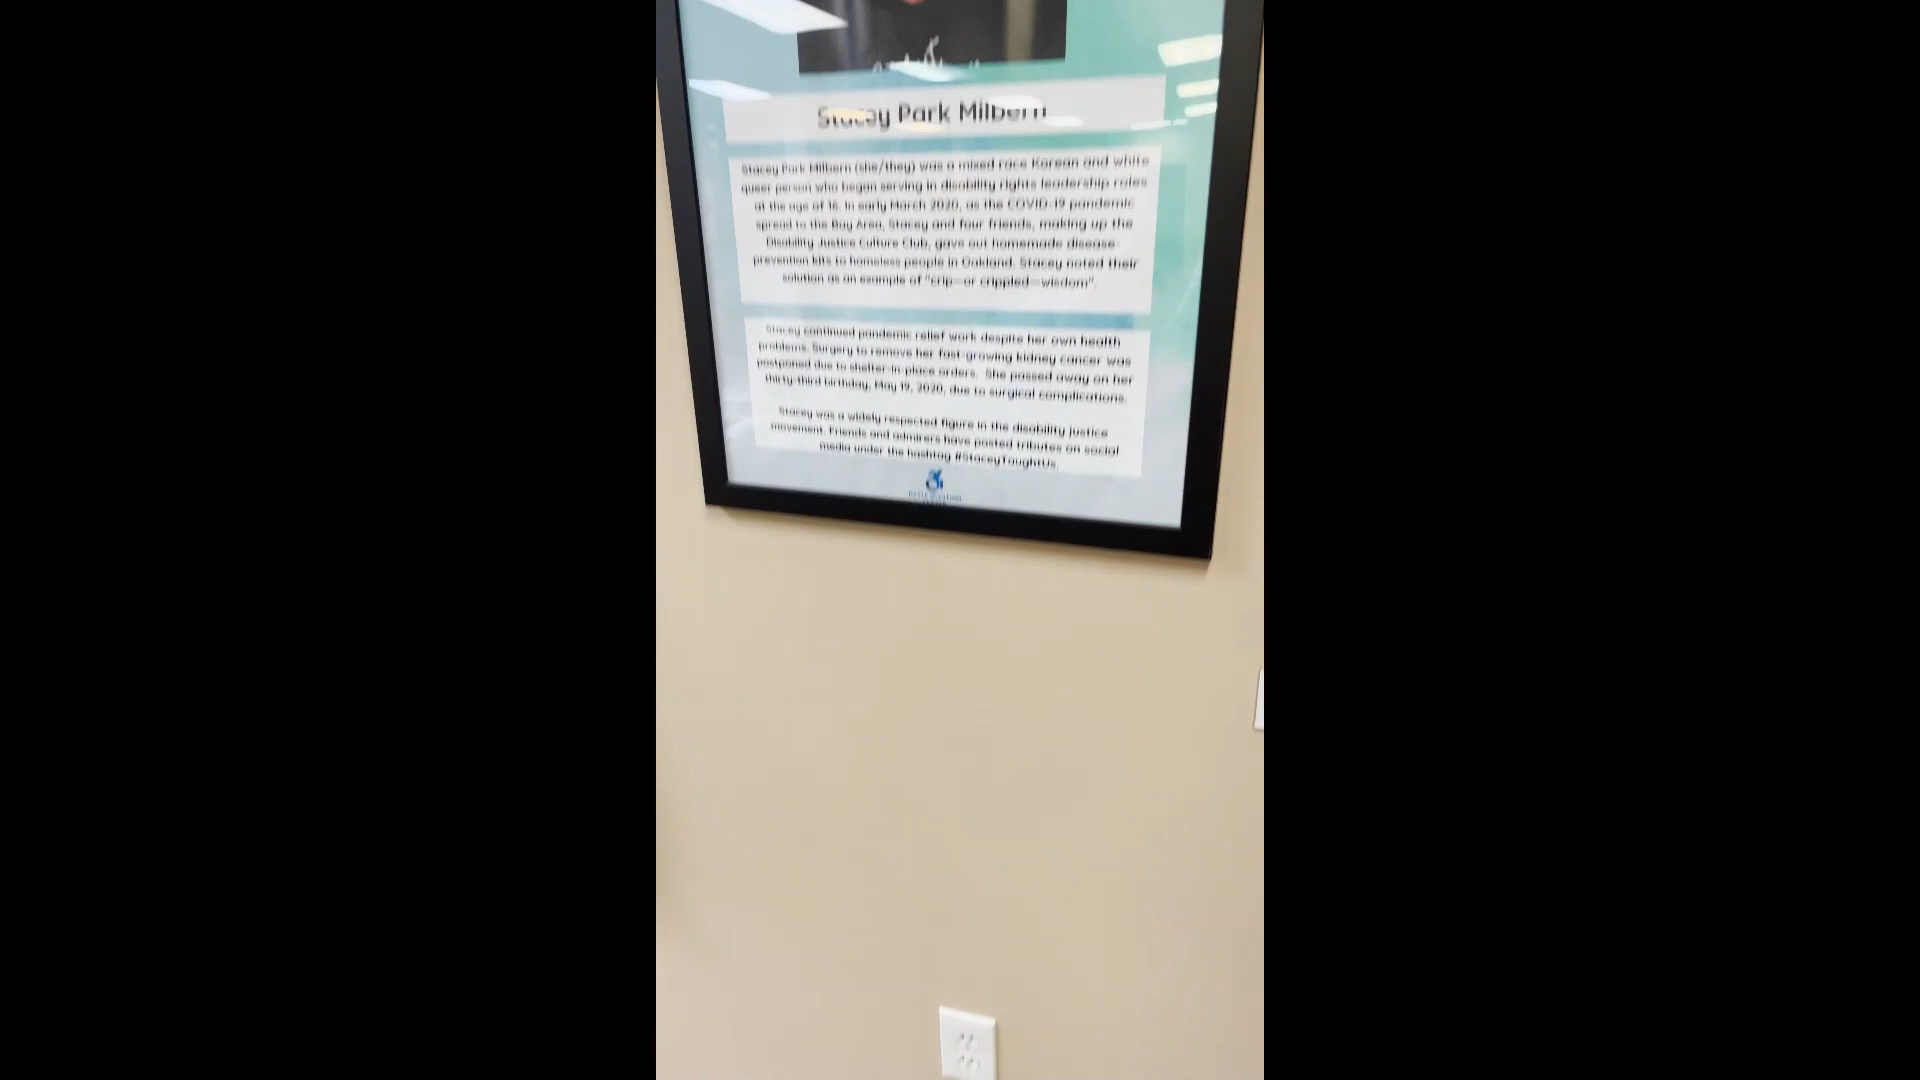 Stacey Park Milbern
Stacey Park Milbern (she/they) was a mixed race Korean and white
queer person who began serving in disability rights leadership roles
at the age of 16. In early March 2020, as the COVID-19 pandemic
spread to the Bay Area, Stacey and four friends, making up the
Disability Justice Culture Club, gave out homemade disease-
prevention kits to homeless people in Oakland. Stacey noted their
solution as an example of "crip—or crippled—wisdom".
Stacey continued pandemic relief work despite her own health
problems. Surgery to remove her fast-growing kidney cancer was
postponed due to shelter-in-place orders. She passed away on her
thirty-third birthday, May 19, 2020, due to surgical complications.
Stacey was a widely respected figure in the disability justice
movement. Friends and admirers have posted tributes on social
media under the hashtag #StaceyTaughtUs.